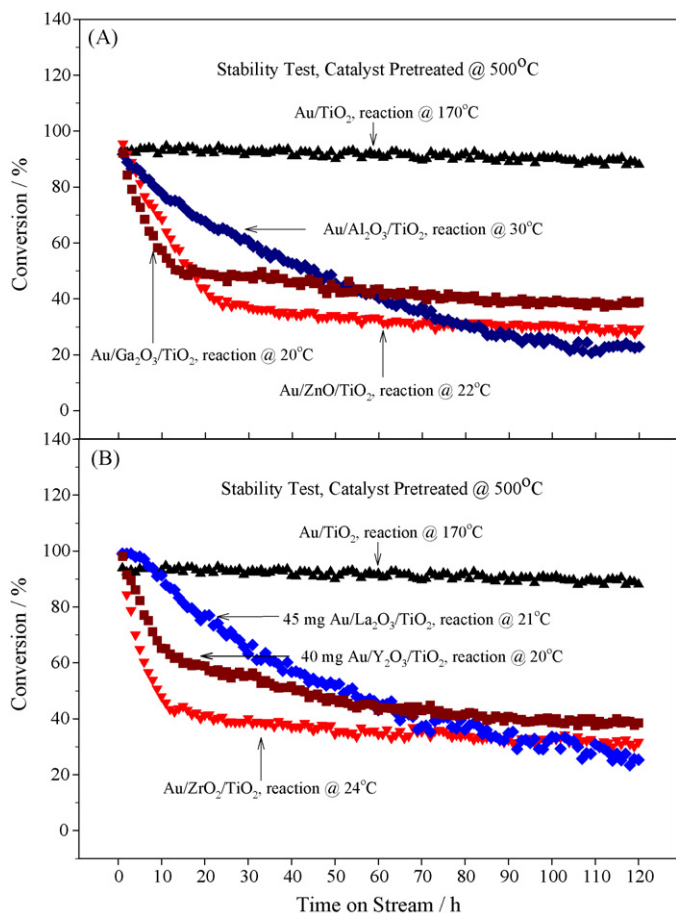 (A)
Stability Test, Catalyst Pretreated @ 500°C
Au/TiO₂, reaction @ 170°C
Au/Al₂O₃/TiO₂, reaction @ 30°C
Au/Ga₂O₃/TiO₂, reaction @ 20°C
Au/ZnO/TiO₂, reaction @ 22°C
Conversion / %
140
120
100
80
60
40
20
0
(B)
Stability Test, Catalyst Pretreated @ 500°C
Au/TiO₂, reaction @ 170°C
45 mg Au/La₂O₃/TiO₂, reaction @ 21°C
40 mg Au/Y₂O₃/TiO₂, reaction @ 20°C
Au/ZrO₂/TiO₂, reaction @ 24°C
Conversion / %
140
120
100
80
60
40
20
0
0 10 20 30 40 50 60 70 80 90 100 110 120
Time on Stream / h